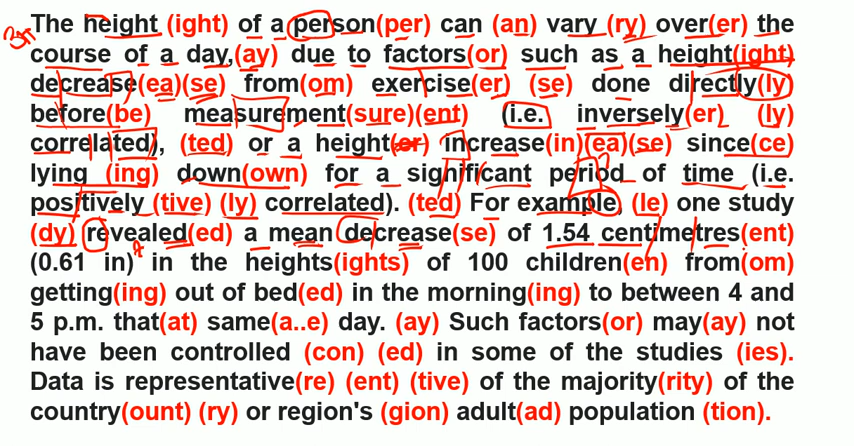 The height (ight) of a person(per) can (an) vary (ry) over(er) the
course of a day,(ay) due to factors(or) such as a height(ight)
decrease(ea)(se) from(om) exercise(er) (se) done directly(ly)
before(be) measurement(sure)(ent) (i.e. inversely(er) (ly)
correlated), (ted) or a height(er) increase(in)(ea)(se) since(ce)
lying (ing) down(own) for a significant period of time (i.e.
positively (tive) (ly) correlated). (ted) For example, (le) one study
(dy) revealed(ed) a mean decrease(se) of 1.54 centimetres(ent)
(0.61 in) in the heights(ights) of 100 children(en) from(om)
getting(ing) out of bed(ed) in the morning(ing) to between 4 and
5 p.m. that(at) same(a..e) day. (ay) Such factors(or) may(ay) not
have been controlled (con) (ed) in some of the studies (ies).
Data is representative(re) (ent) (tive) of the majority(rity) of the
country(ount) (ry) or region's (gion) adult(ad) population (tion).